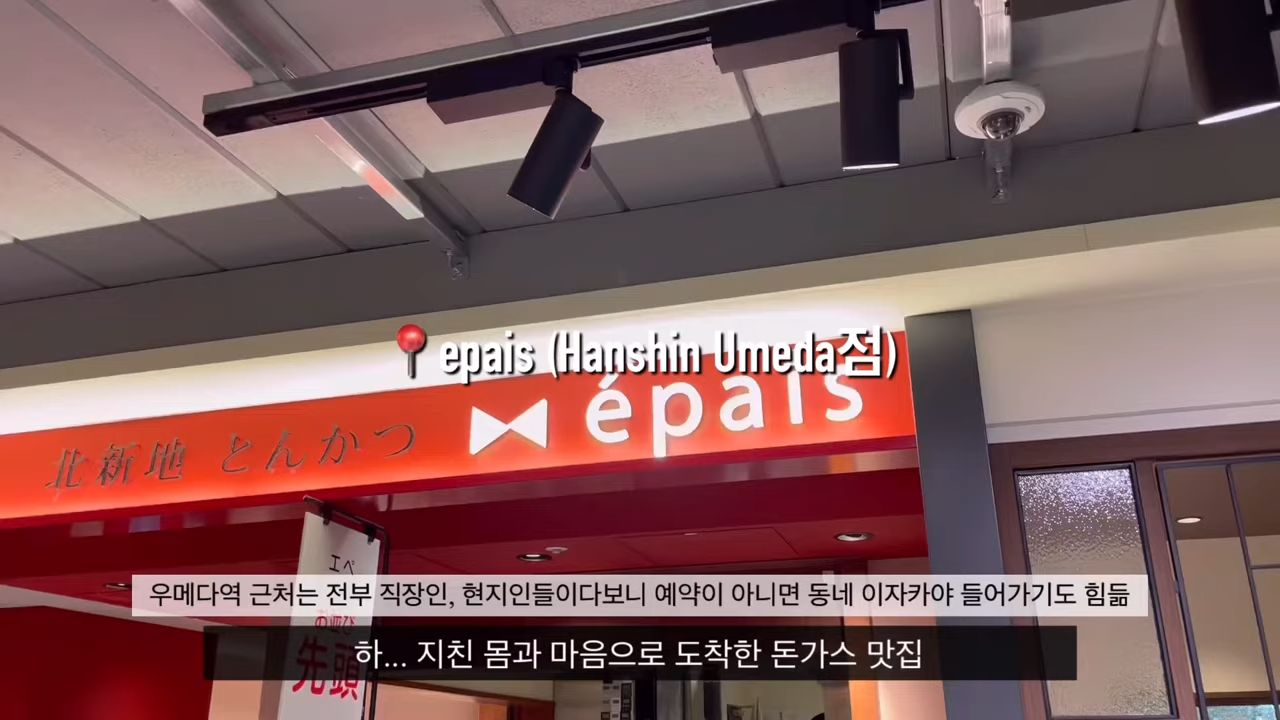 📍epais (Hanshin Umeda점)
北新地 とんかつ épais
エペ
お並び
先頭
우메다역 근처는 전부 직장인, 현지인들이다보니 예약이 아니면 동네 이자카야 들어가기도 힘듦
하... 지친 몸과 마음으로 도착한 돈가스 맛집